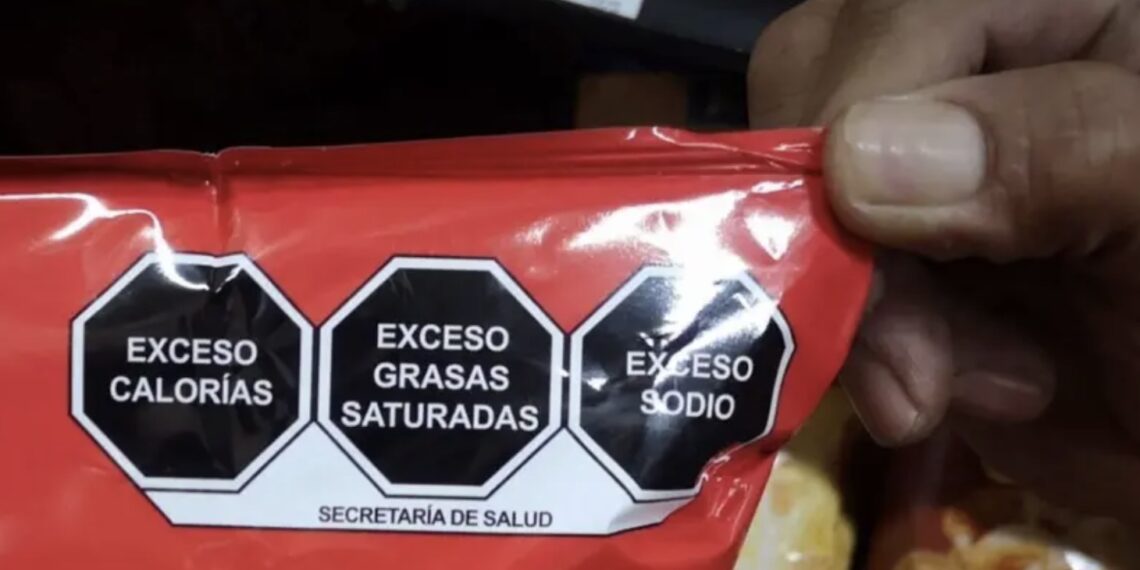 EXCESO
CALORÍAS
EXCESO
GRASAS
SATURADAS
EXCESO
SODIO
SECRETARÍA DE SALUD